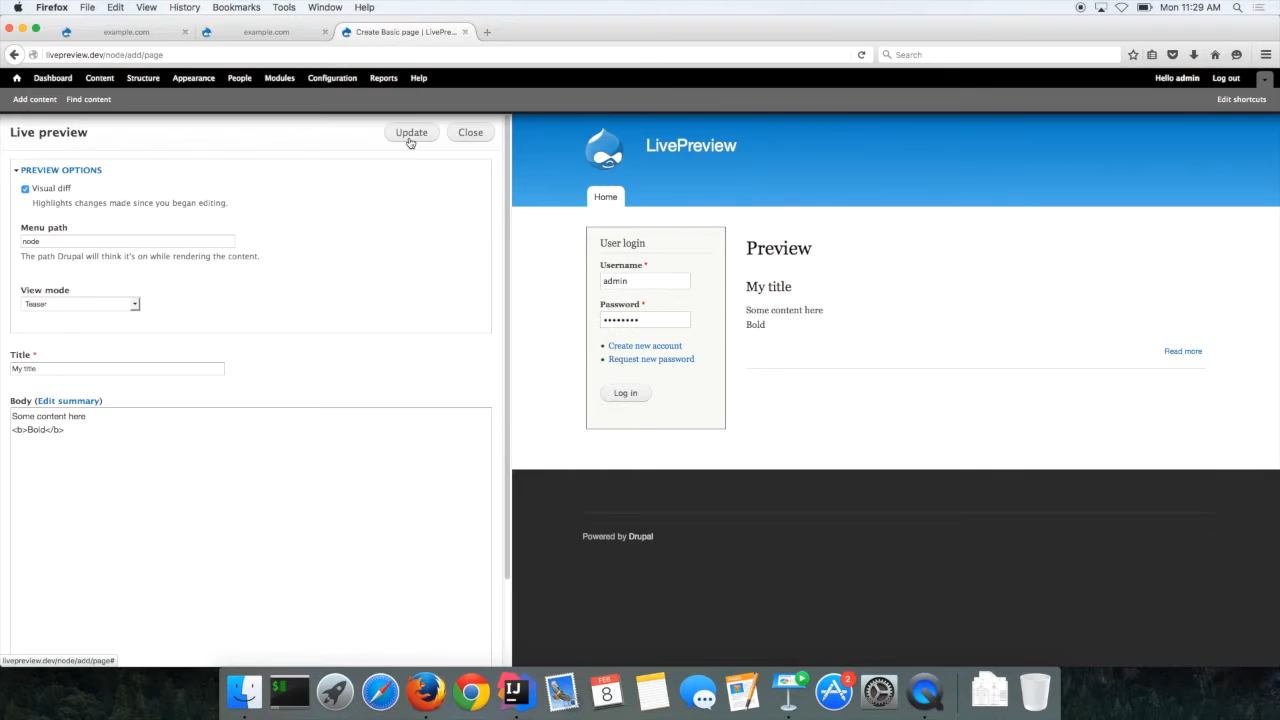 Firefox File Edit View History Bookmarks Tools Window Help Mon 11:29 AM
example.com × example.com × Create Basic page | LivePre... × +
livepreview.dev/node/add/page Search
Dashboard Content Structure Appearance People Modules Configuration Reports Help Hello admin Log out
Add content Find content Edit shortcuts
Live preview Update Close
PREVIEW OPTIONS
Visual diff
Highlights changes made since you began editing.
Menu path
node
The path Drupal will think it's on while rendering the content.
View mode
Teaser
Title *
My title
Body (Edit summary)
Some content here
<b>Bold</b>
livepreview.dev/node/add/page#
LivePreview
Home
User login
Username *
admin
Password *
••••••••
Create new account
Request new password
Log in
Preview
My title
Some content here
Bold
Read more
Powered by Drupal
$
IJ
FEB
8
2